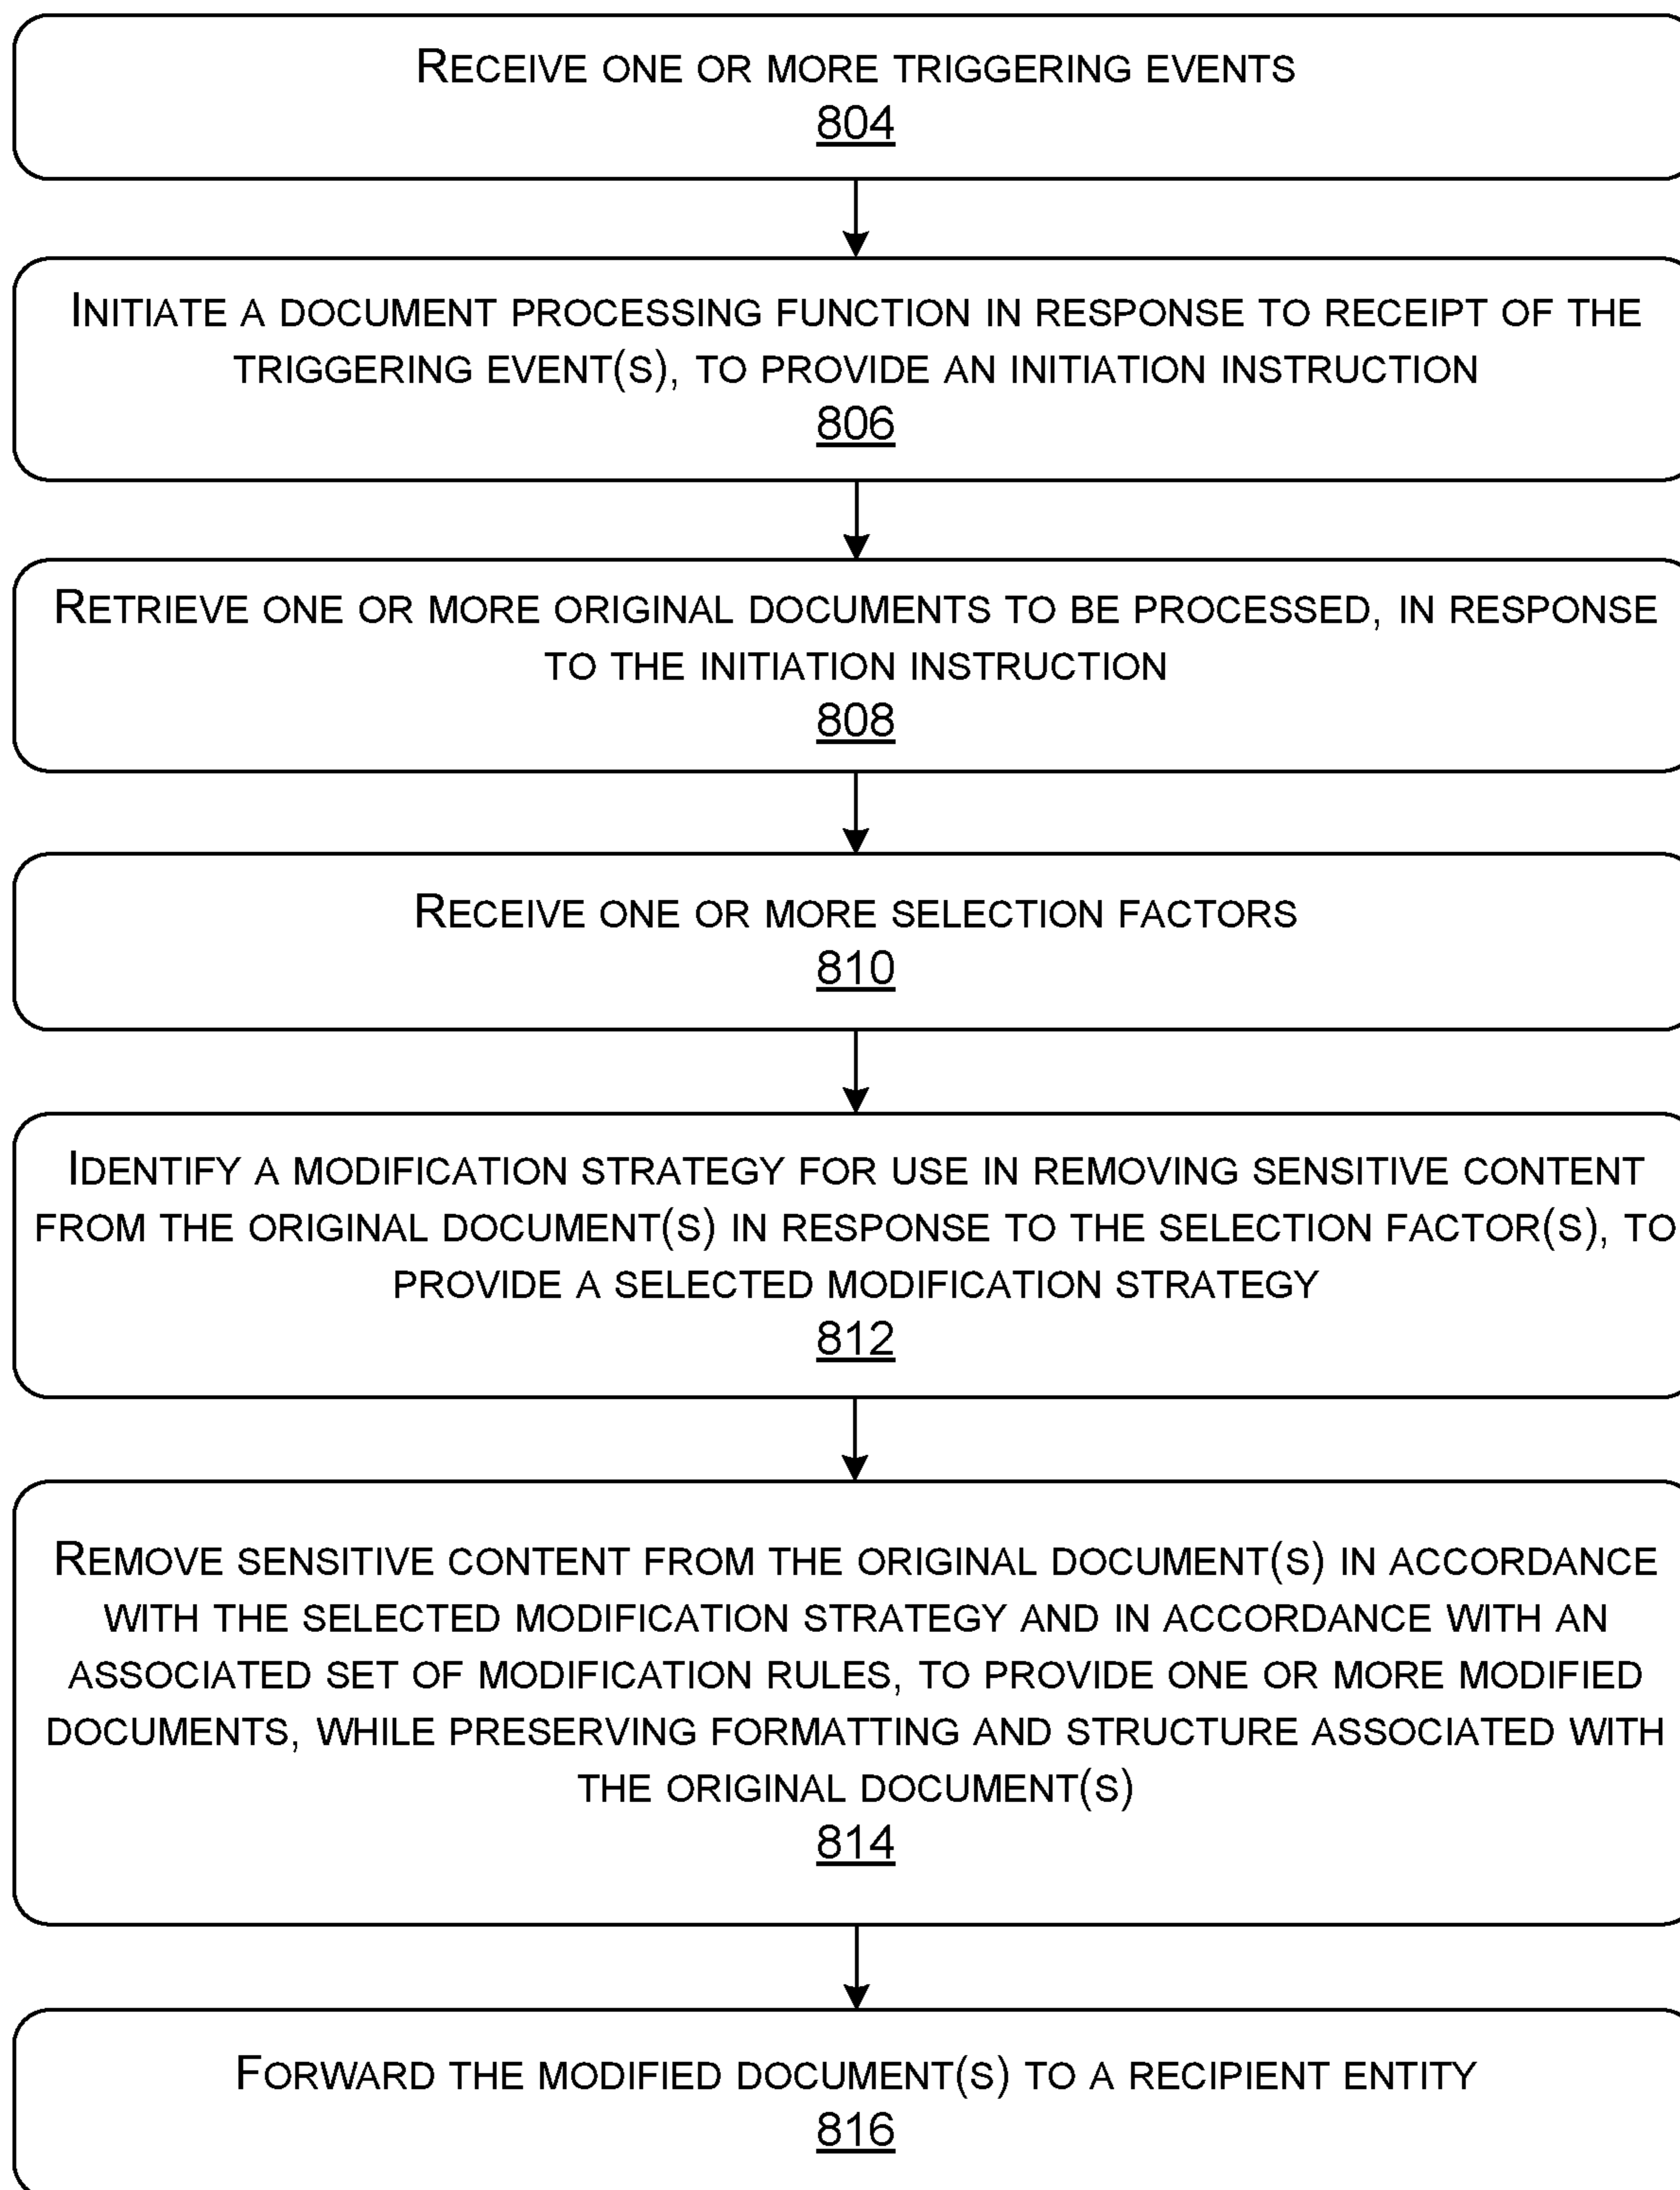 RECEIVE ONE OR MORE TRIGGERING EVENTS
804
INITIATE A DOCUMENT PROCESSING FUNCTION IN RESPONSE TO RECEIPT OF THE
TRIGGERING EVENT(S), TO PROVIDE AN INITIATION INSTRUCTION
806
RETRIEVE ONE OR MORE ORIGINAL DOCUMENTS TO BE PROCESSED, IN RESPONSE
TO THE INITIATION INSTRUCTION
808
RECEIVE ONE OR MORE SELECTION FACTORS
810
IDENTIFY A MODIFICATION STRATEGY FOR USE IN REMOVING SENSITIVE CONTENT
FROM THE ORIGINAL DOCUMENT(S) IN RESPONSE TO THE SELECTION FACTOR(S), TO
PROVIDE A SELECTED MODIFICATION STRATEGY
812
REMOVE SENSITIVE CONTENT FROM THE ORIGINAL DOCUMENT(S) IN ACCORDANCE
WITH THE SELECTED MODIFICATION STRATEGY AND IN ACCORDANCE WITH AN
ASSOCIATED SET OF MODIFICATION RULES, TO PROVIDE ONE OR MORE MODIFIED
DOCUMENTS, WHILE PRESERVING FORMATTING AND STRUCTURE ASSOCIATED WITH
THE ORIGINAL DOCUMENT(S)
814
FORWARD THE MODIFIED DOCUMENT(S) TO A RECIPIENT ENTITY
816